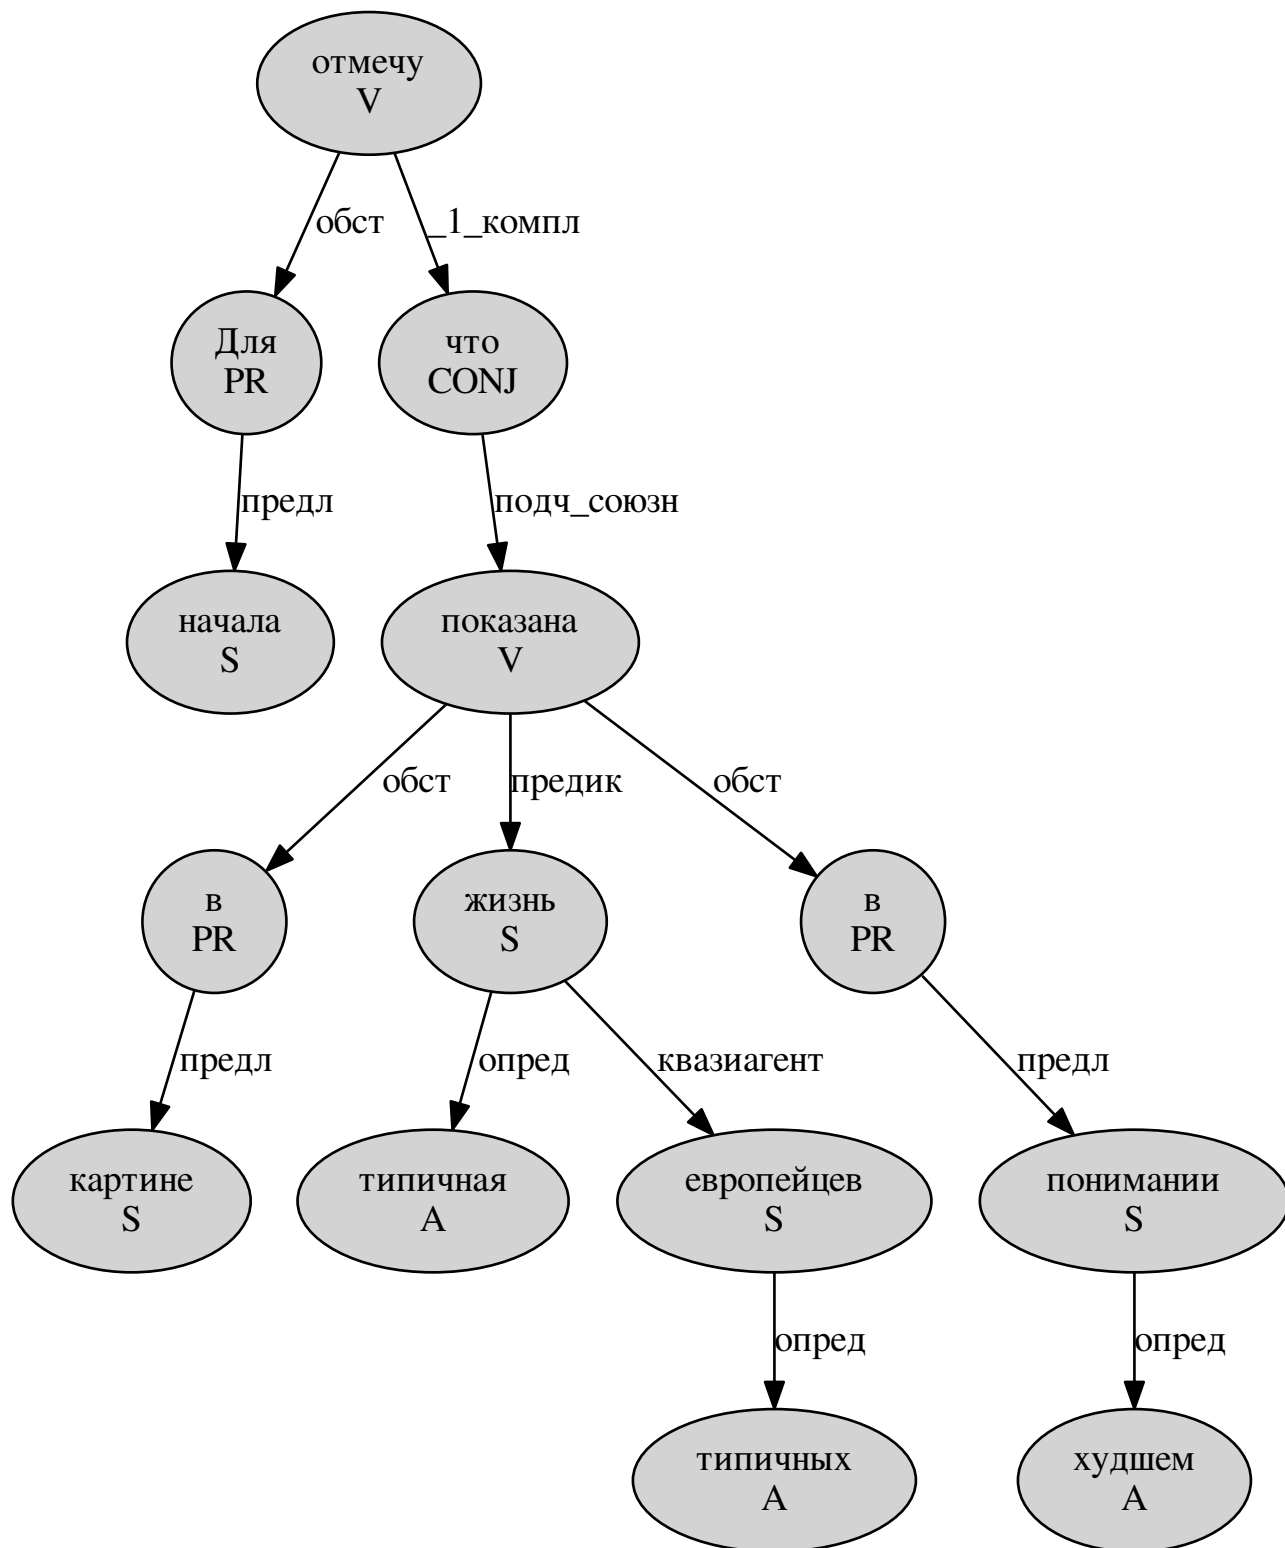 отмечу
V
обст
_1_компл
Для
PR
что
CONJ
предл
подч_союзн
начала
S
показана
V
обст
предик
обст
в
PR
жизнь
S
в
PR
предл
опред
квазиагент
предл
картине
S
типичная
A
европейцев
S
понимании
S
опред
опред
типичных
A
худшем
A